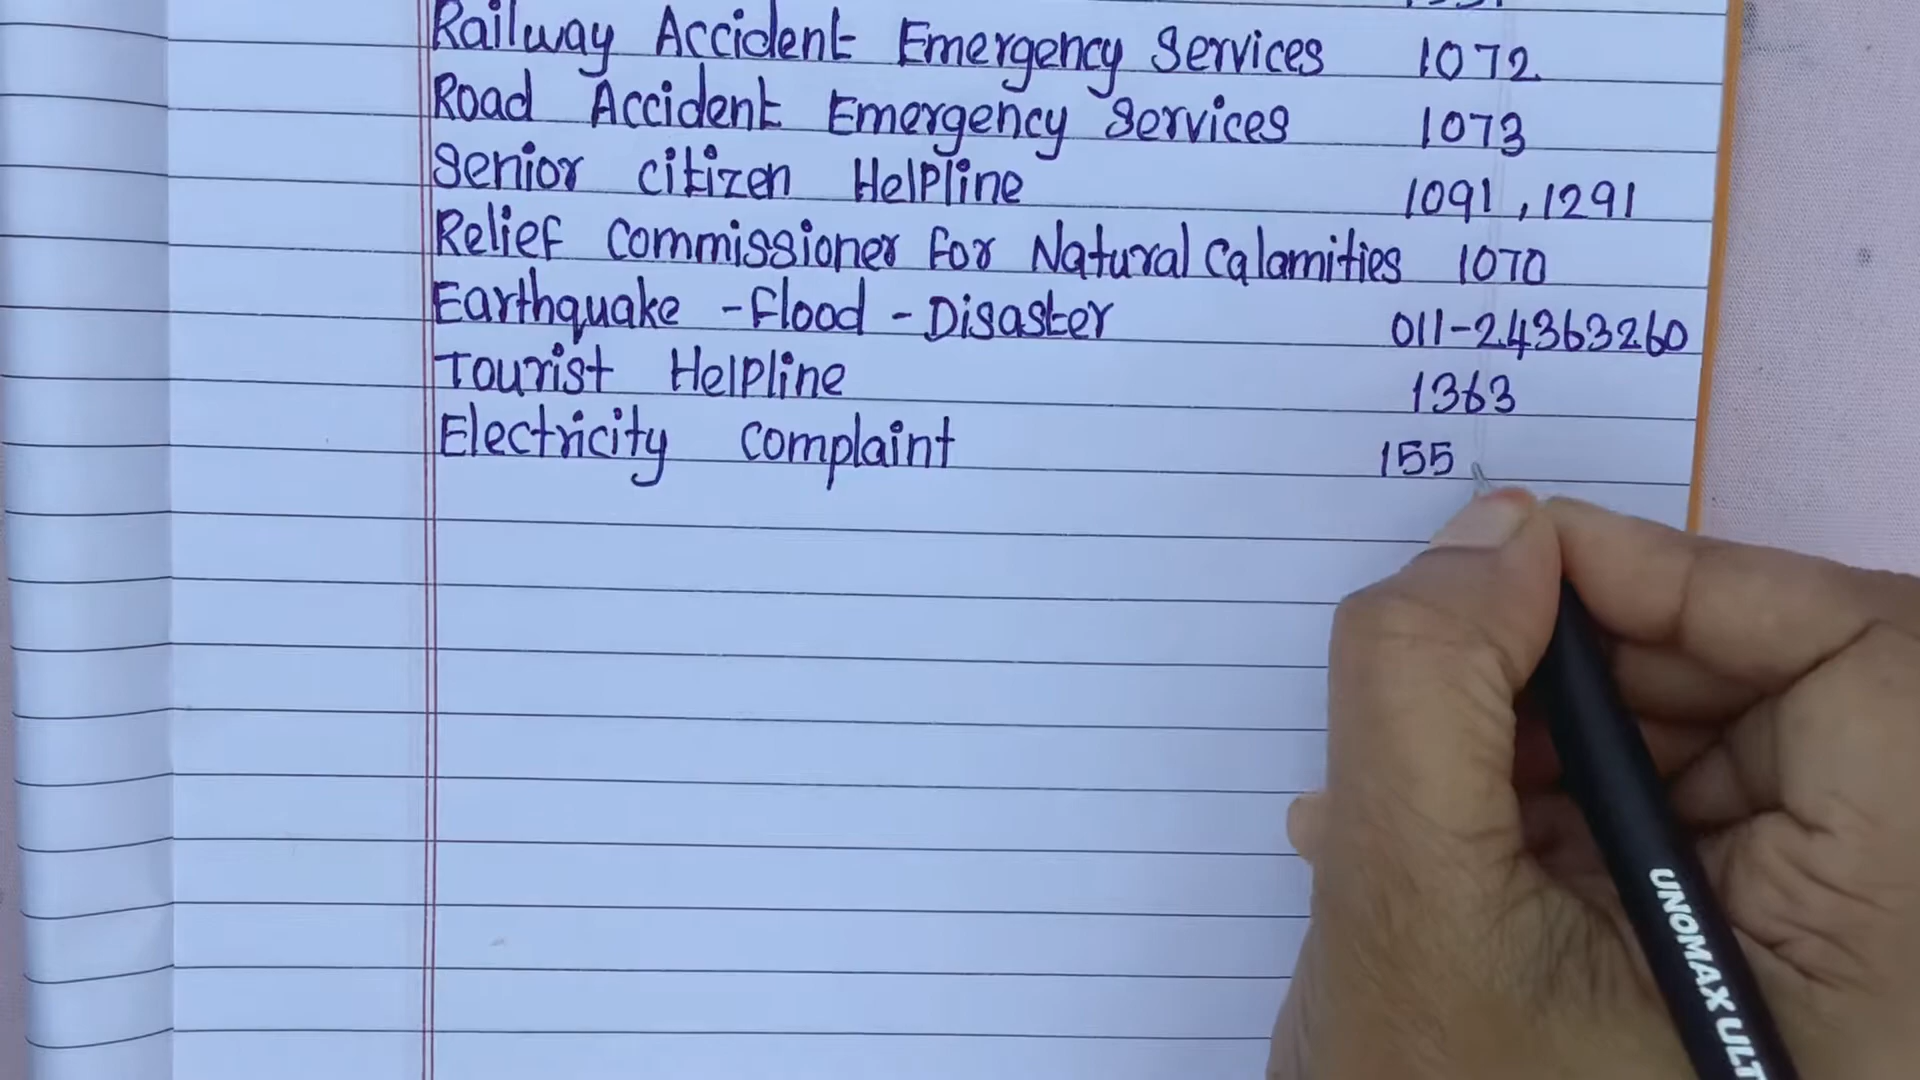 Railway Accident Emergency Services 1072
Road Accident Emergency Services 1073
Senior citizen Helpline 1091, 1291
Relief Commissioner for Natural Calamities 1070
Earthquake - Flood - Disaster 011-24363260
Tourist Helpline 1363
Electricity complaint 155
UNOMAX ULT